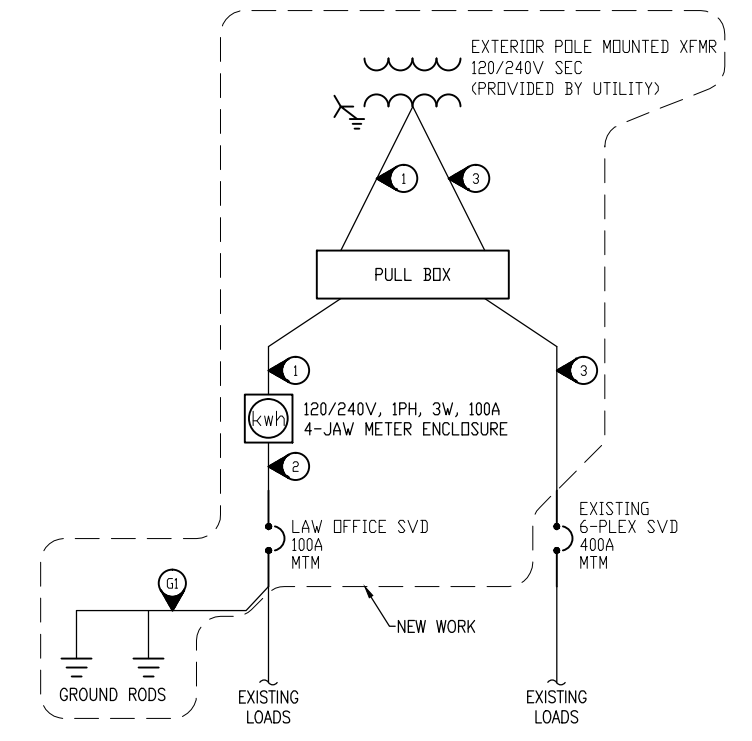 EXTERIOR POLE MOUNTED XFMR
120/240V SEC
(PROVIDED BY UTILITY)
1
3
PULL BOX
1
3
kwh
120/240V, 1PH, 3W, 100A
4-JAW METER ENCLOSURE
2
LAW OFFICE SVD
100A
MTM
EXISTING
6-PLEX SVD
400A
MTM
G1
NEW WORK
GROUND RODS
EXISTING
LOADS
EXISTING
LOADS